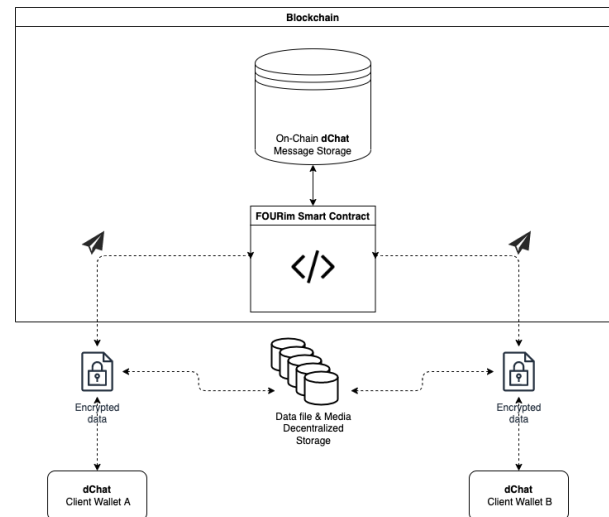 Blockchain
On-Chain dChat
Message Storage
FOURim Smart Contract
</>
Encrypted
data
Data file & Media
Decentralized
Storage
Encrypted
data
dChat
Client Wallet A
dChat
Client Wallet B